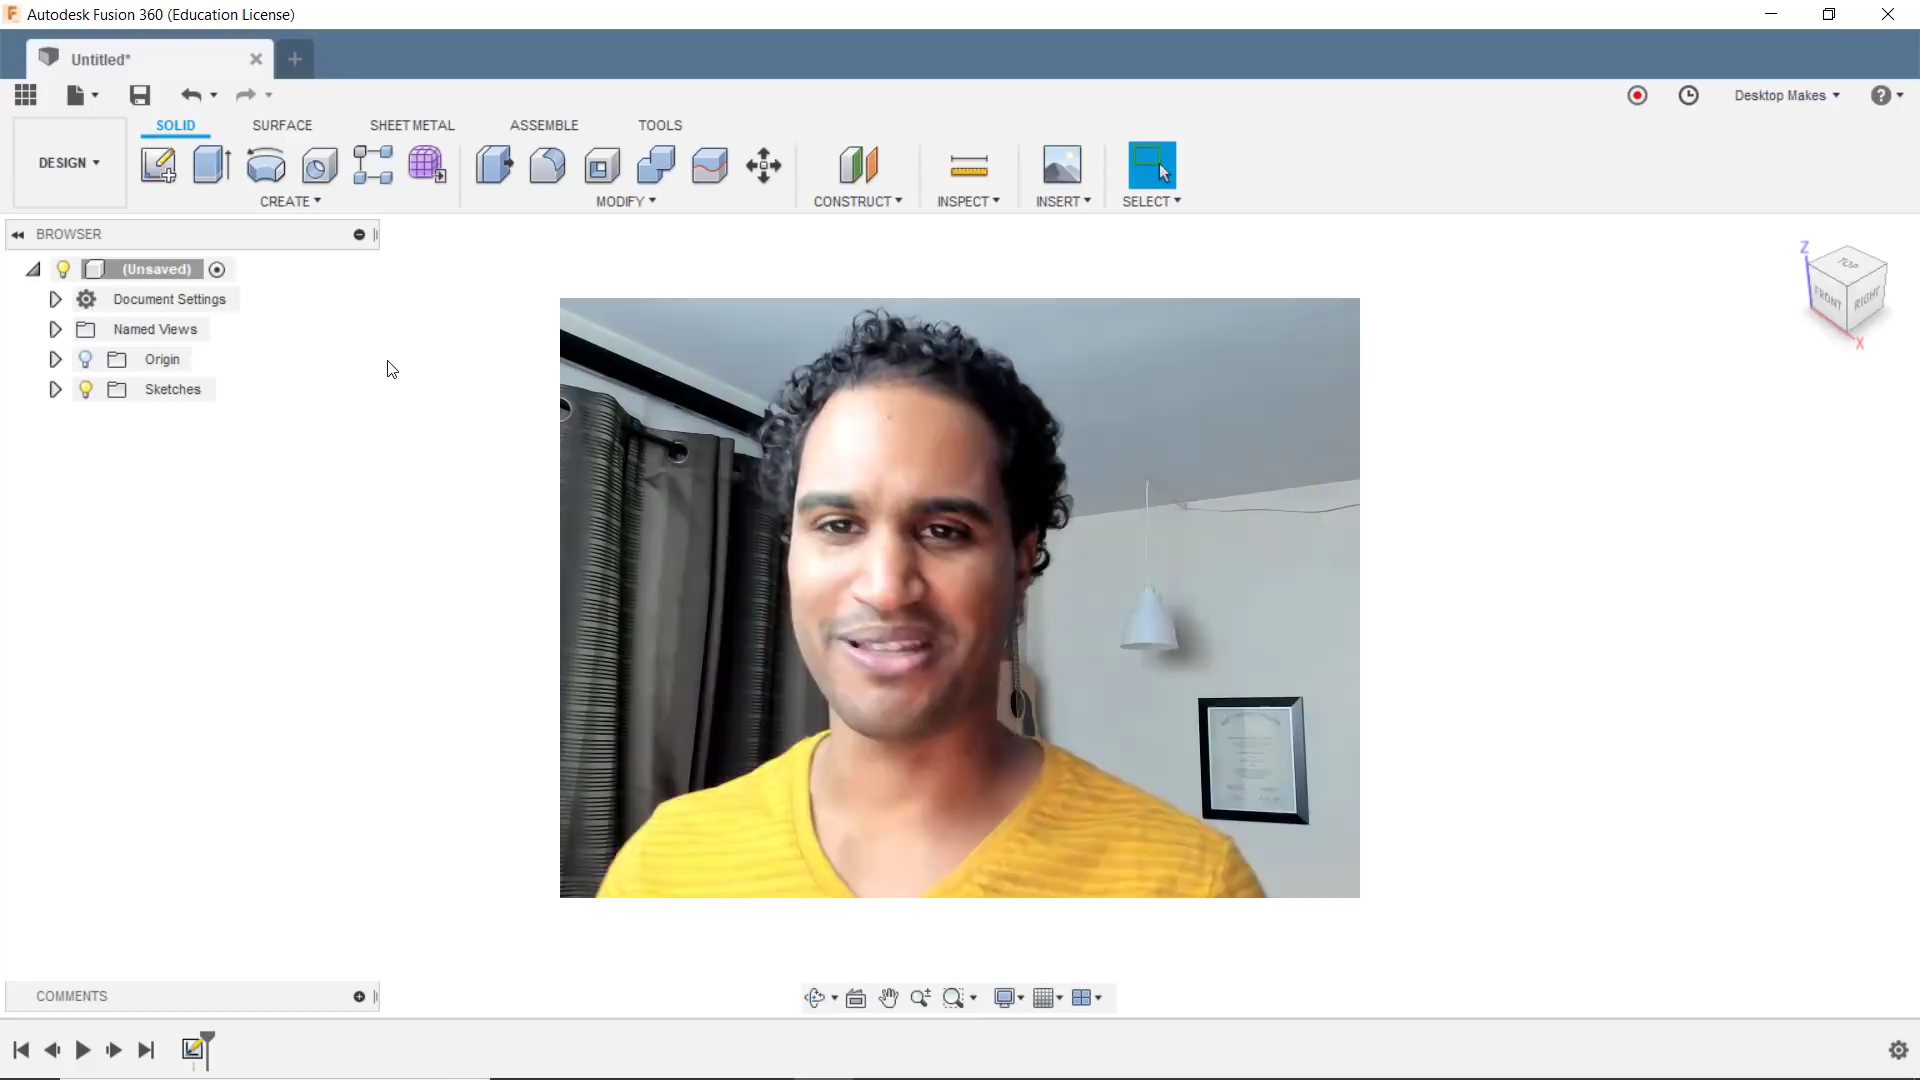 Autodesk Fusion 360 (Education License)
Untitled*
Desktop Makes
SOLID
SURFACE
SHEET METAL
ASSEMBLE
TOOLS
DESIGN
CREATE
MODIFY
CONSTRUCT
INSPECT
INSERT
SELECT
BROWSER
(Unsaved)
Document Settings
Named Views
Origin
Sketches
Z
TOP
FRONT
RIGHT
X
COMMENTS